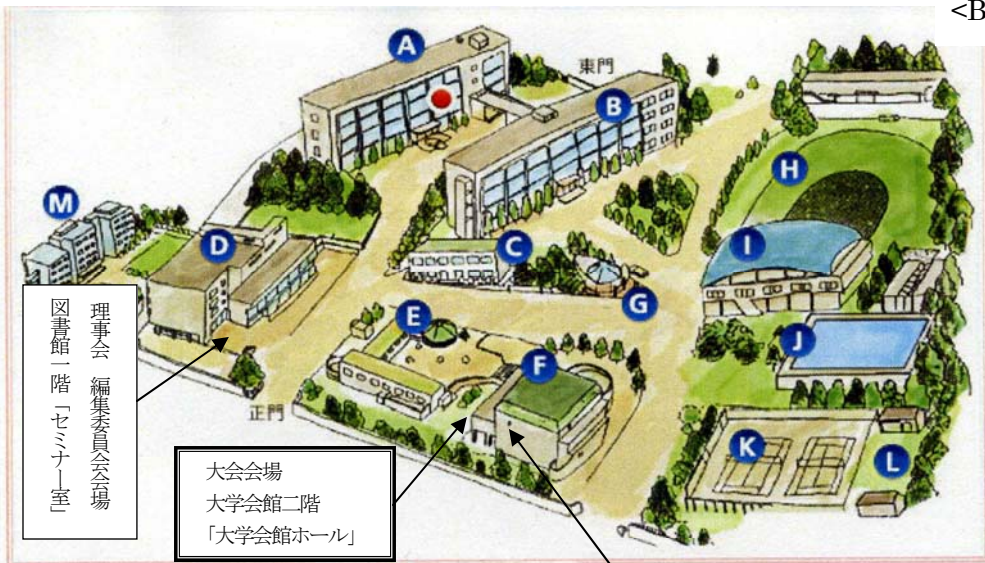 <B
A
東門
B
H
M
D
C
I
G
E
J
F
正門
K
L
理事会 編集委員会会場
図書館一階「セミナー室」
大会会場
大学会館二階
「大学会館ホール」